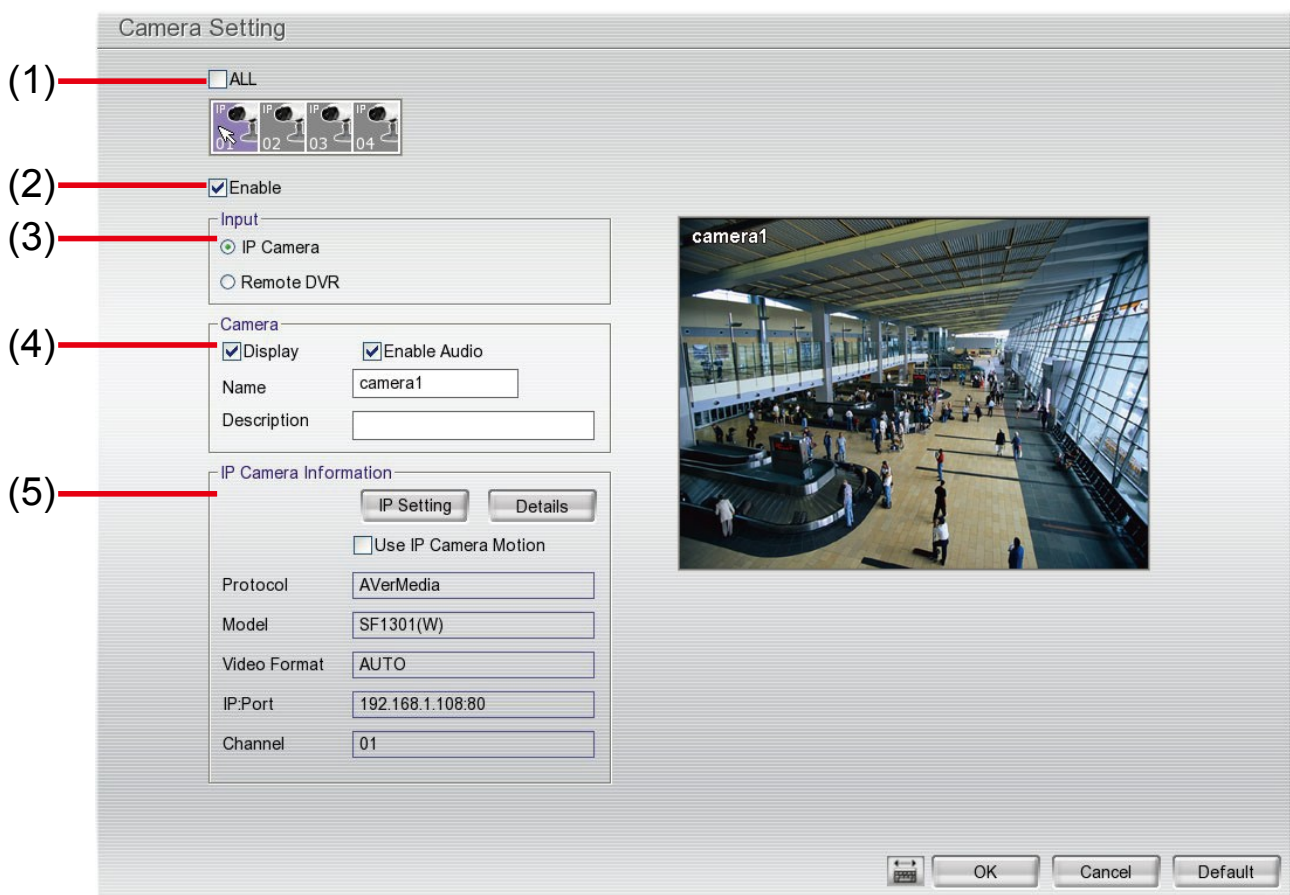 Camera Setting
(1)
ALL
IP IP IP IP
01 02 03 04
(2)
Enable
Input
(3)
IP Camera
Remote DVR
camera1
Camera
(4)
Display Enable Audio
Name camera1
Description
IP Camera Information
(5)
IP Setting Details
Use IP Camera Motion
Protocol AVerMedia
Model SF1301(W)
Video Format AUTO
IP:Port 192.168.1.108:80
Channel 01
OK Cancel Default